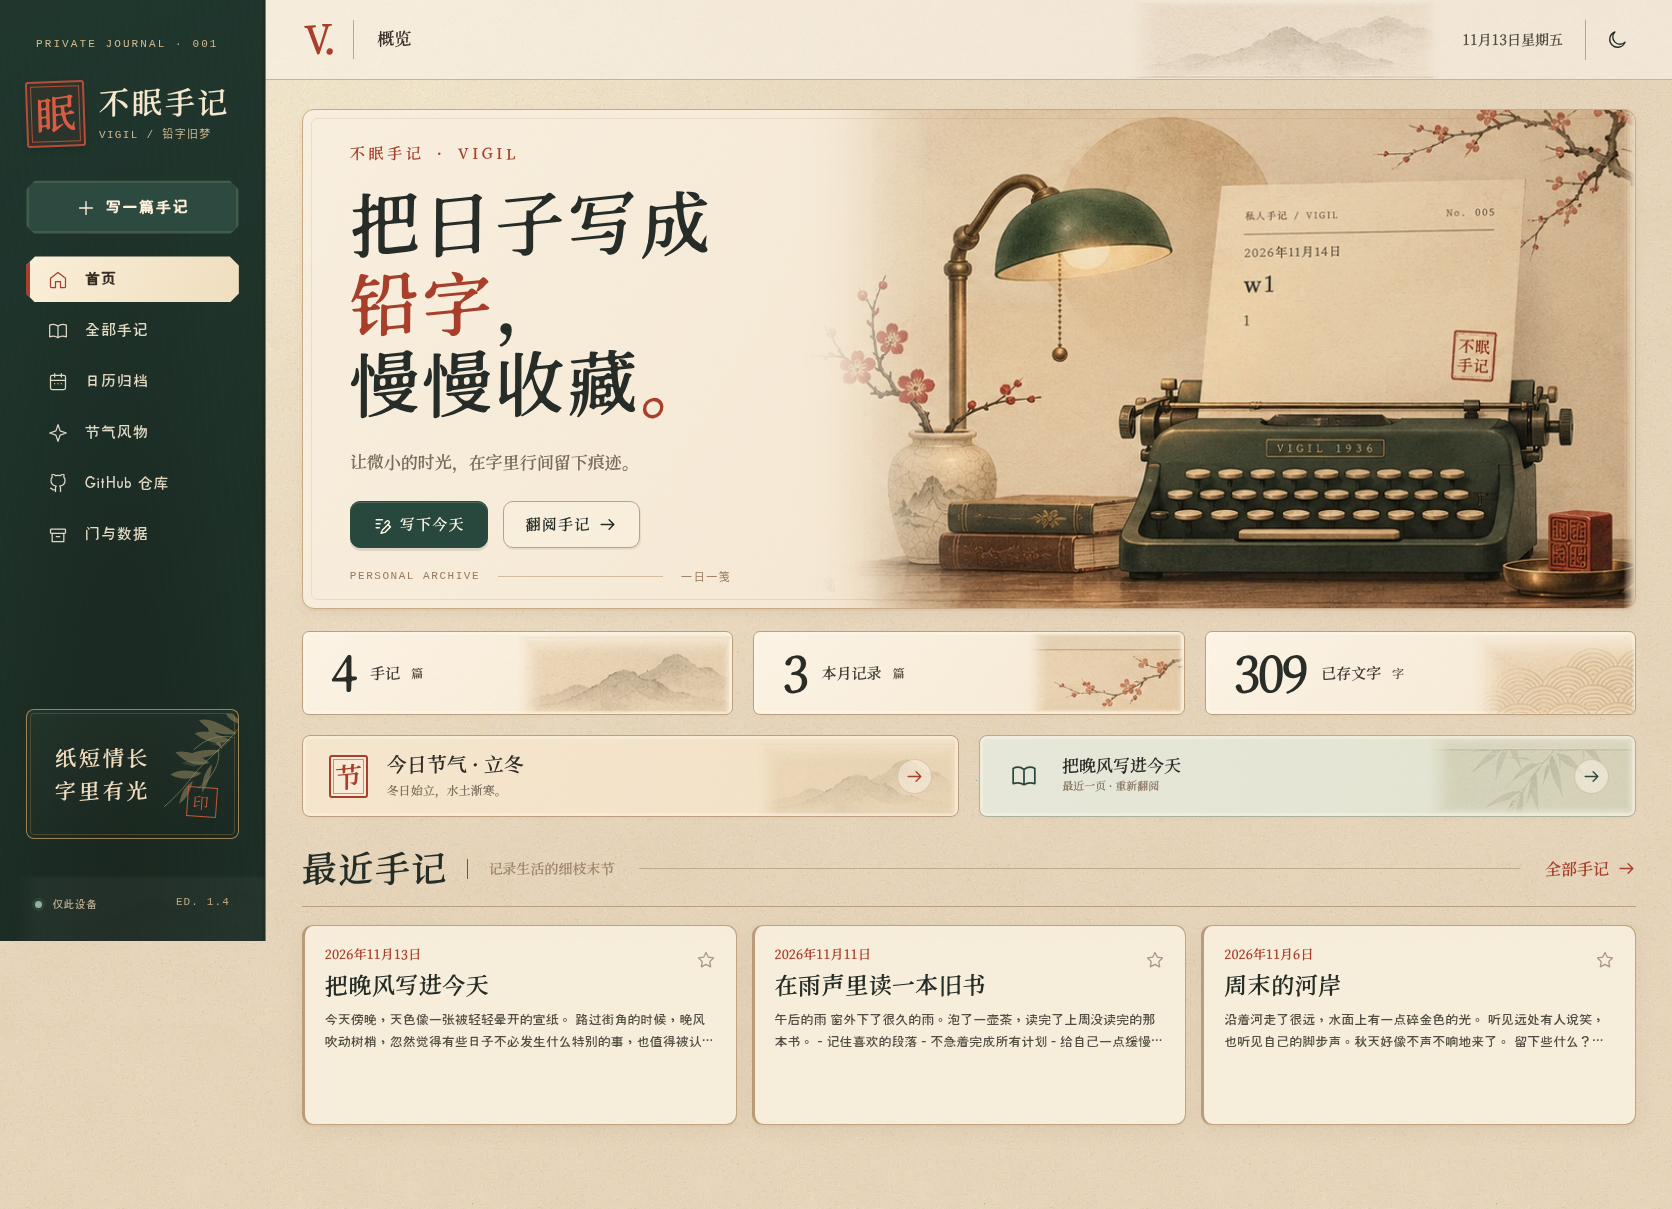 PRIVATE JOURNAL · 001
眠
不眠手记
VIGIL / 铅字旧梦
写一篇手记
首页
全部手记
日历归档
节气风物
GitHub 仓库
门与数据
纸短情长
字里有光
印
仅此设备
ED. 1.4
V.
概览
11月13日星期五
不眠手记 · VIGIL
把日子写成
铅字，
慢慢收藏。
让微小的时光，在字里行间留下痕迹。
写下今天
翻阅手记
PERSONAL ARCHIVE
一日一笺
私人手记 / VIGIL
No. 005
2026年11月14日
w1
1
不眠
手记
VIGIL 1936
4 手记 篇
3 本月记录 篇
309 已存文字 字
节
今日节气 · 立冬
冬日始立，水土渐寒。
把晚风写进今天
最近一页 · 重新翻阅
最近手记
记录生活的细枝末节
全部手记
2026年11月13日
把晚风写进今天
今天傍晚，天色像一张被轻轻晕开的宣纸。 路过街角的时候，晚风
吹动树梢，忽然觉得有些日子不必发生什么特别的事，也值得被认…
2026年11月11日
在雨声里读一本旧书
午后的雨 窗外下了很久的雨。泡了一壶茶，读完了上周没读完的那
本书。 - 记住喜欢的段落 - 不急着完成所有计划 - 给自己一点缓慢…
2026年11月6日
周末的河岸
沿着河走了很远，水面上有一点碎金色的光。 听见远处有人说笑，
也听见自己的脚步声。秋天好像不声不响地来了。 留下些什么？…